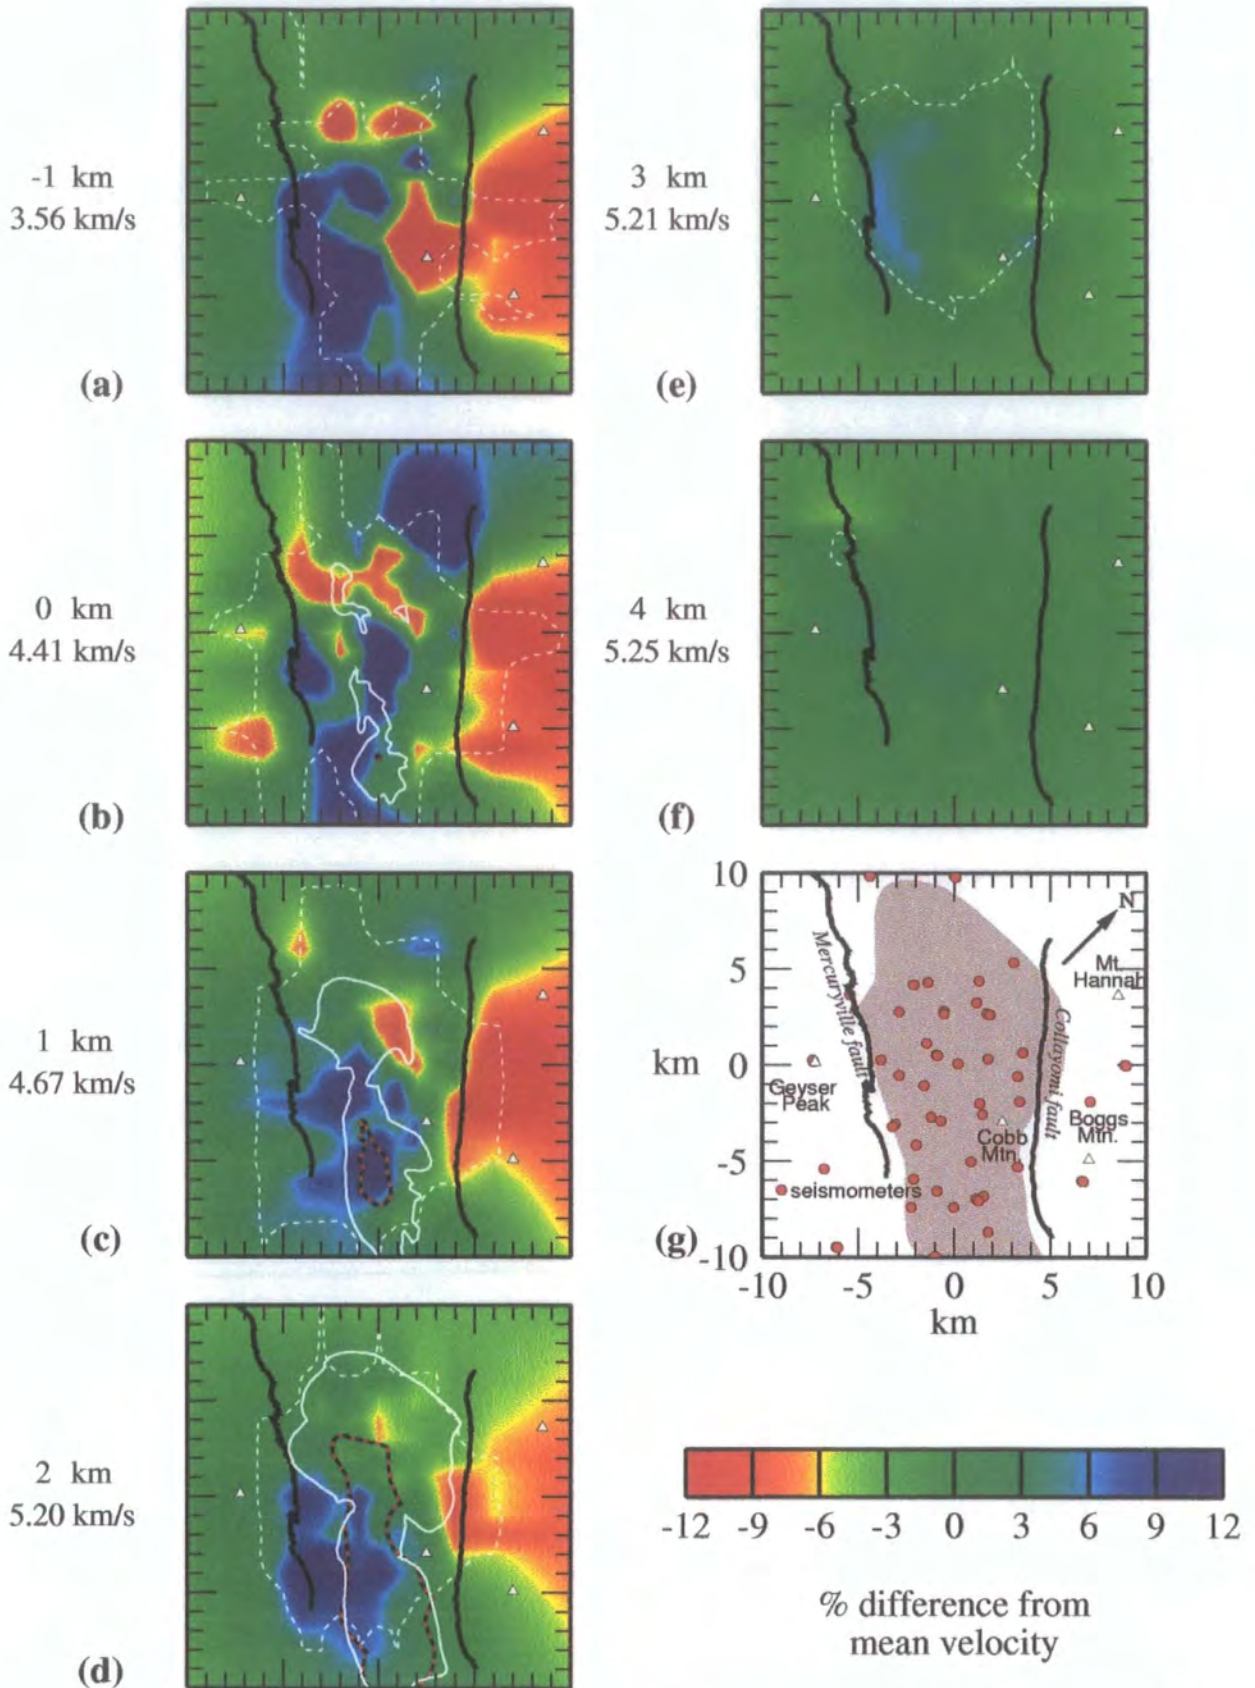 -1 km
3.56 km/s
(a)
0 km
4.41 km/s
(b)
1 km
4.67 km/s
(c)
2 km
5.20 km/s
(d)
3 km
5.21 km/s
(e)
4 km
5.25 km/s
(f)
(g)
10
5
0
-5
-10
km
-10 -5 0 5 10
km
N
Mercuryville fault
Collayomi fault
Mt.
Hannah
Geyser
Peak
Cobb
Mtn.
Boggs
Mtn.
seismometers
-12 -9 -6 -3 0 3 6 9 12
% difference from
mean velocity